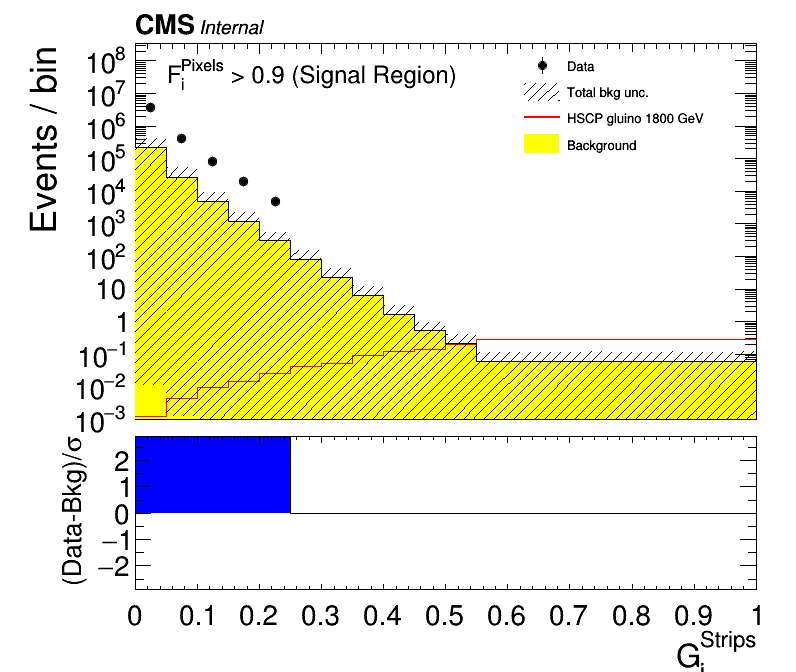 CMS Internal
Events / bin
F_i^Pixels > 0.9 (Signal Region)
Data
Total bkg unc.
HSCP gluino 1800 GeV
Background
10^8
10^7
10^6
10^5
10^4
10^3
10^2
10
1
10^−1
10^−2
10^−3
(Data-Bkg)/σ
2
1
0
−1
−2
0 0.1 0.2 0.3 0.4 0.5 0.6 0.7 0.8 0.9 1
G_i^Strips